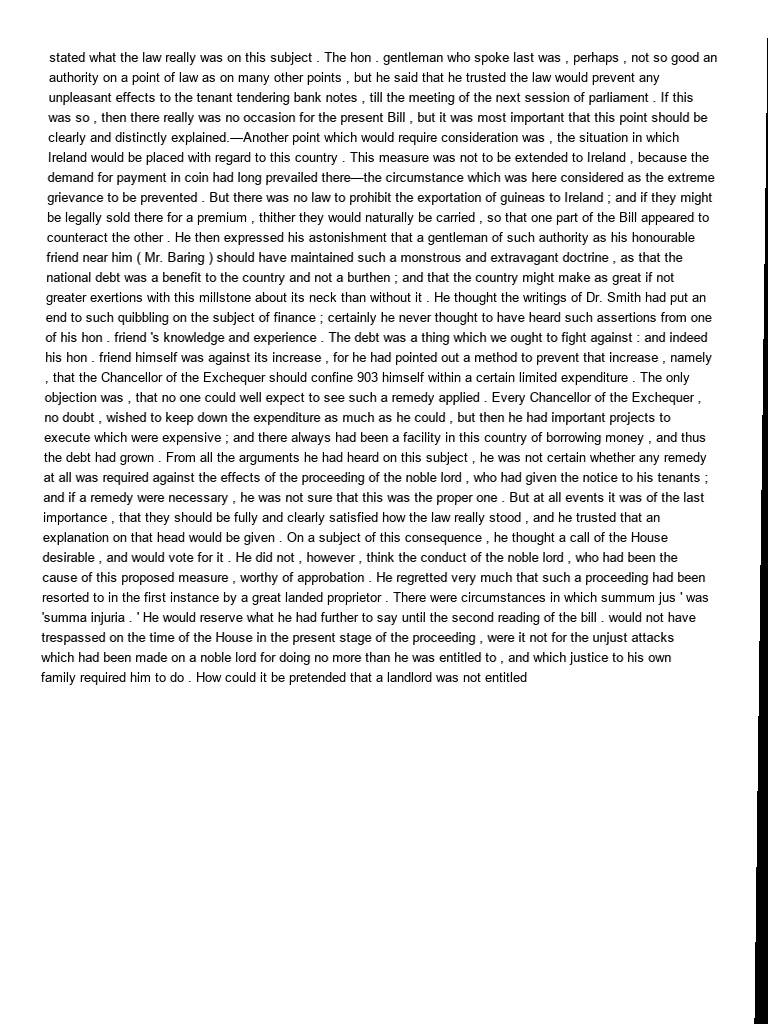 stated what the law really was on this subject . The hon . gentleman who spoke last was , perhaps , not so good an
authority on a point of law as on many other points , but he said that he trusted the law would prevent any
unpleasant effects to the tenant tendering bank notes , till the meeting of the next session of parliament . If this
was so , then there really was no occasion for the present Bill , but it was most important that this point should be
clearly and distinctly explained.—Another point which would require consideration was , the situation in which
Ireland would be placed with regard to this country . This measure was not to be extended to Ireland , because the
demand for payment in coin had long prevailed there—the circumstance which was here considered as the extreme
grievance to be prevented . But there was no law to prohibit the exportation of guineas to Ireland ; and if they might
be legally sold there for a premium , thither they would naturally be carried , so that one part of the Bill appeared to
counteract the other . He then expressed his astonishment that a gentleman of such authority as his honourable
friend near him ( Mr. Baring ) should have maintained such a monstrous and extravagant doctrine , as that the
national debt was a benefit to the country and not a burthen ; and that the country might make as great if not
greater exertions with this millstone about its neck than without it . He thought the writings of Dr. Smith had put an
end to such quibbling on the subject of finance ; certainly he never thought to have heard such assertions from one
of his hon . friend 's knowledge and experience . The debt was a thing which we ought to fight against : and indeed
his hon . friend himself was against its increase , for he had pointed out a method to prevent that increase , namely
, that the Chancellor of the Exchequer should confine 903 himself within a certain limited expenditure . The only
objection was , that no one could well expect to see such a remedy applied . Every Chancellor of the Exchequer ,
no doubt , wished to keep down the expenditure as much as he could , but then he had important projects to
execute which were expensive ; and there always had been a facility in this country of borrowing money , and thus
the debt had grown . From all the arguments he had heard on this subject , he was not certain whether any remedy
at all was required against the effects of the proceeding of the noble lord , who had given the notice to his tenants ;
and if a remedy were necessary , he was not sure that this was the proper one . But at all events it was of the last
importance , that they should be fully and clearly satisfied how the law really stood , and he trusted that an
explanation on that head would be given . On a subject of this consequence , he thought a call of the House
desirable , and would vote for it . He did not , however , think the conduct of the noble lord , who had been the
cause of this proposed measure , worthy of approbation . He regretted very much that such a proceeding had been
resorted to in the first instance by a great landed proprietor . There were circumstances in which summum jus ' was
'summa injuria . ' He would reserve what he had further to say until the second reading of the bill . would not have
trespassed on the time of the House in the present stage of the proceeding , were it not for the unjust attacks
which had been made on a noble lord for doing no more than he was entitled to , and which justice to his own
family required him to do . How could it be pretended that a landlord was not entitled